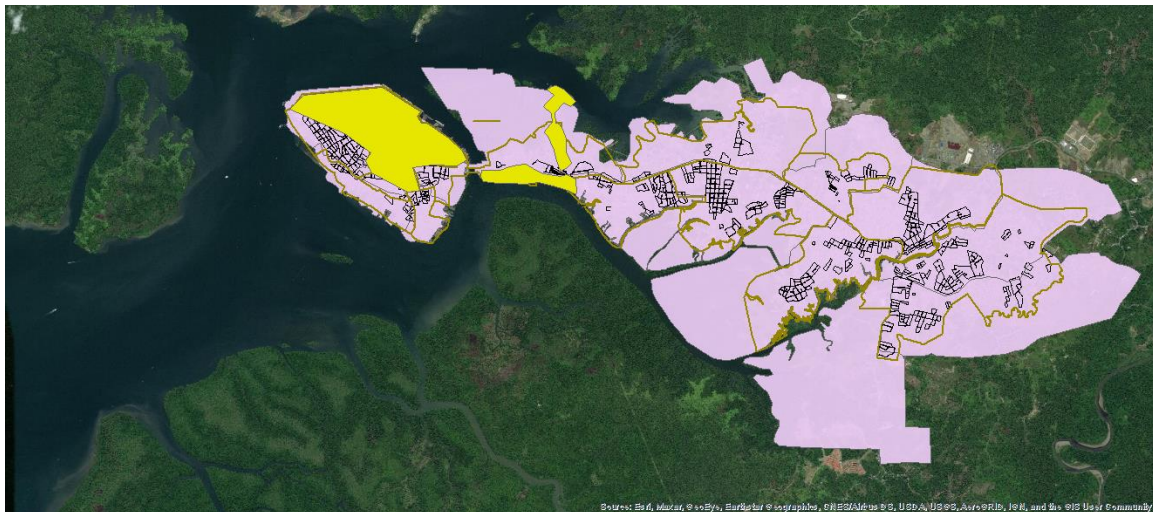 Source: Esri, Maxar, GeoEye, Earthstar Geographics, CNES/Airbus DS, USDA, USGS, AeroGRID, IGN, and the GIS User Community